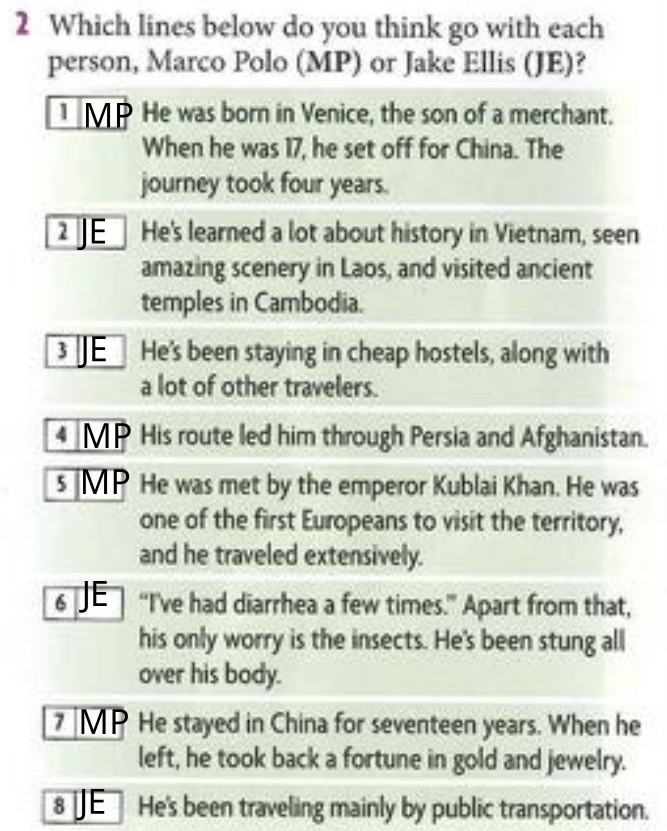 2 Which lines below do you think go with each
person, Marco Polo (MP) or Jake Ellis (JE)?
1 MP He was born in Venice, the son of a merchant.
When he was 17, he set off for China. The
journey took four years.
2 JE He's learned a lot about history in Vietnam, seen
amazing scenery in Laos, and visited ancient
temples in Cambodia.
3 JE He's been staying in cheap hostels, along with
a lot of other travelers.
4 MP His route led him through Persia and Afghanistan.
5 MP He was met by the emperor Kublai Khan. He was
one of the first Europeans to visit the territory,
and he traveled extensively.
6 JE "I've had diarrhea a few times." Apart from that,
his only worry is the insects. He's been stung all
over his body.
7 MP He stayed in China for seventeen years. When he
left, he took back a fortune in gold and jewelry.
8 JE He's been traveling mainly by public transportation.